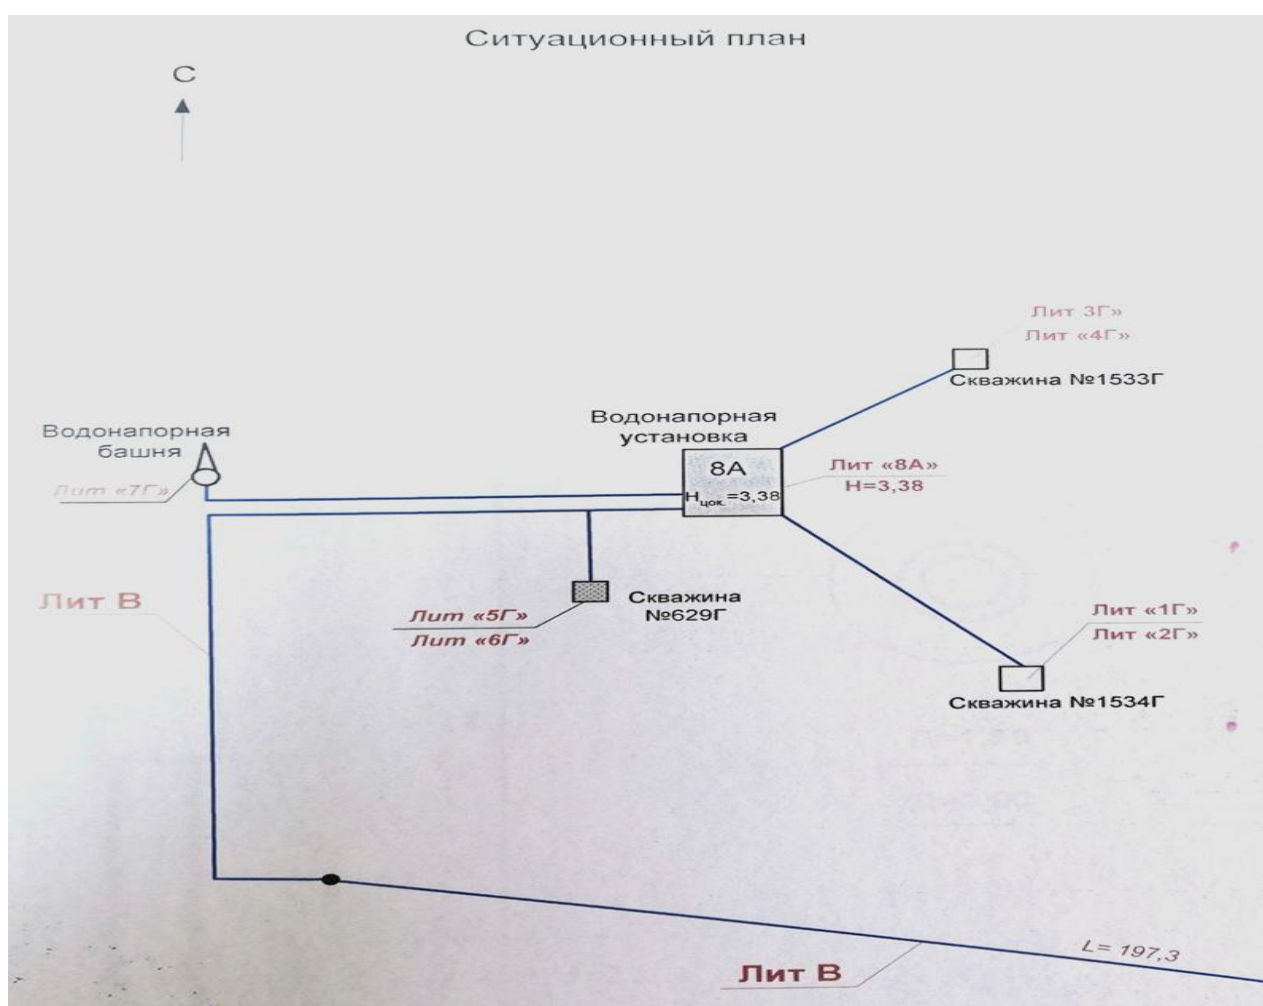 Ситуационный план
С
Лит 3Г»
Лит «4Г»
Скважина №1533Г
Водонапорная
установка
Водонапорная
башня
8А
Лит «8А»
Н=3,38
Лит «7Г»
Нцок.=3,38
Лит В
Лит «5Г»
Лит «6Г»
Скважина
№629Г
Лит «1Г»
Лит «2Г»
Скважина №1534Г
L= 197,3
Лит В